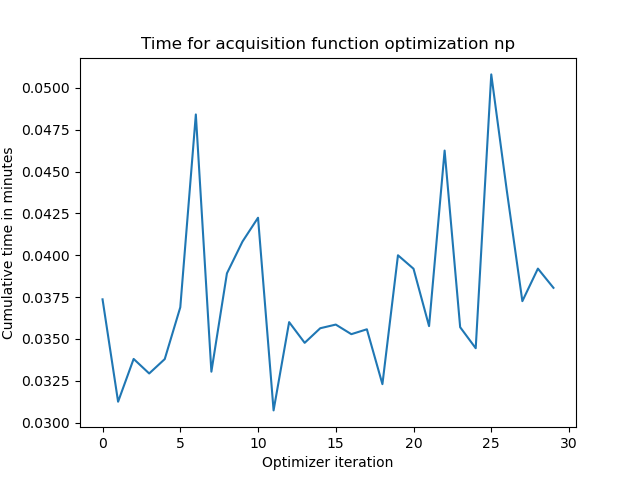 Time for acquisition function optimization np
Cumulative time in minutes
0.0500
0.0475
0.0450
0.0425
0.0400
0.0375
0.0350
0.0325
0.0300
0 5 10 15 20 25 30
Optimizer iteration